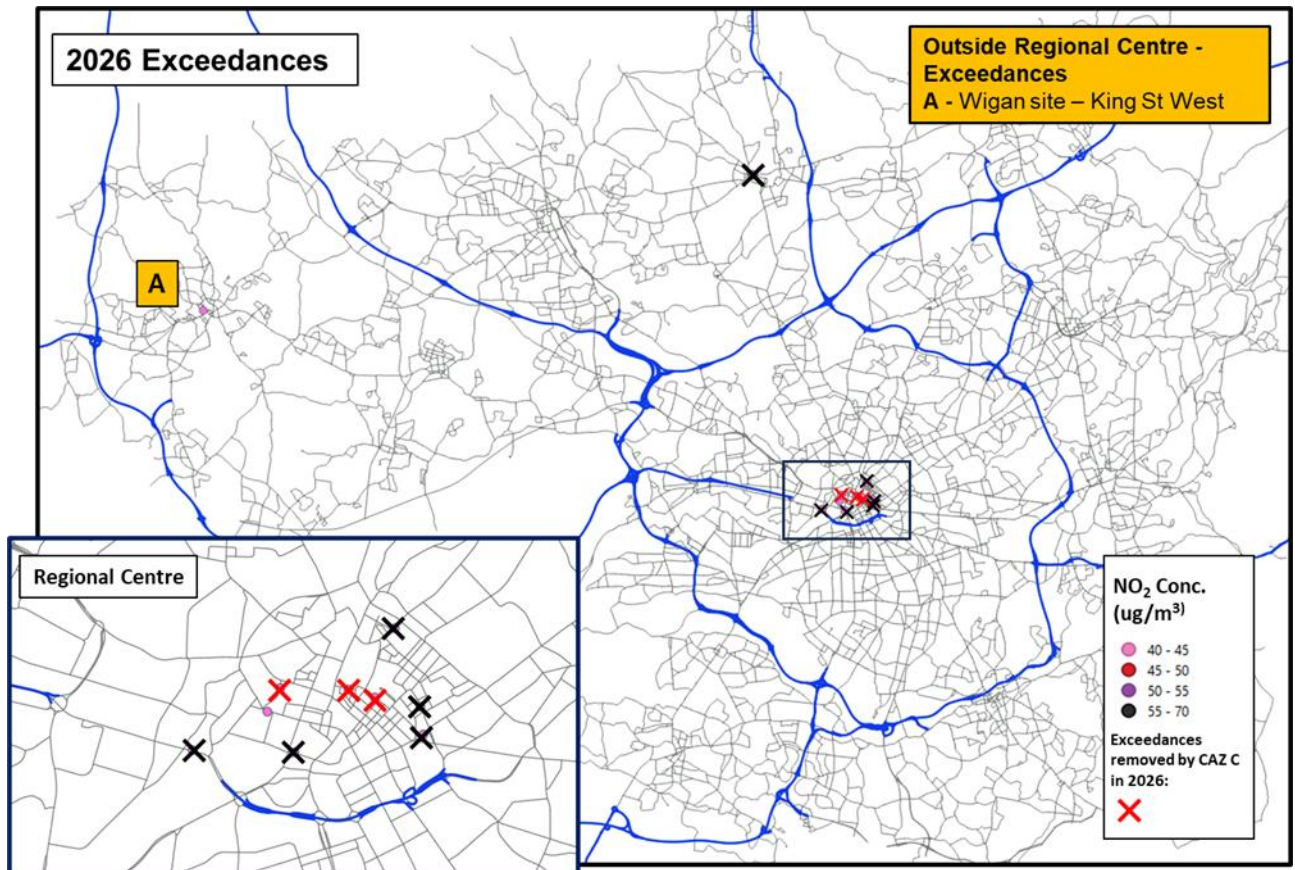 2026 Exceedances
Outside Regional Centre -
Exceedances
A - Wigan site – King St West
A
Regional Centre
NO₂ Conc.
(ug/m³⁾
40 - 45
45 - 50
50 - 55
55 - 70
Exceedances
removed by CAZ C
in 2026: